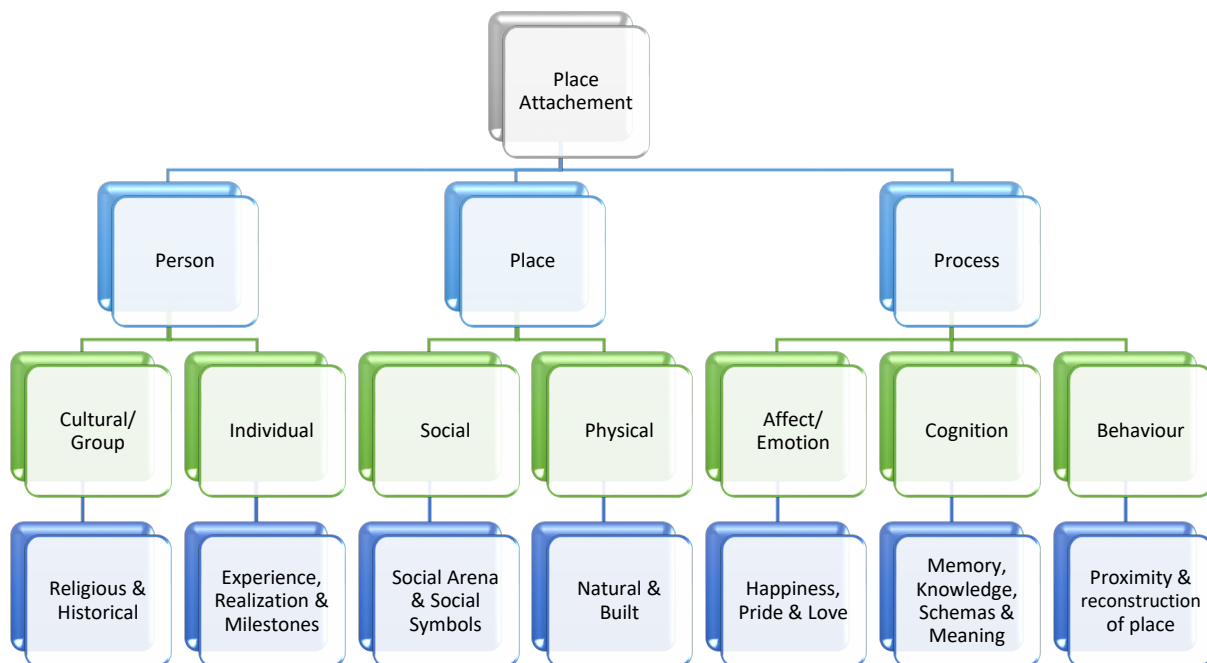 Place
Attachement
Person
Place
Process
Cultural/
Group
Individual
Social
Physical
Affect/
Emotion
Cognition
Behaviour
Religious &
Historical
Experience,
Realization &
Milestones
Social Arena
& Social
Symbols
Natural &
Built
Happiness,
Pride & Love
Memory,
Knowledge,
Schemas &
Meaning
Proximity &
reconstruction
of place